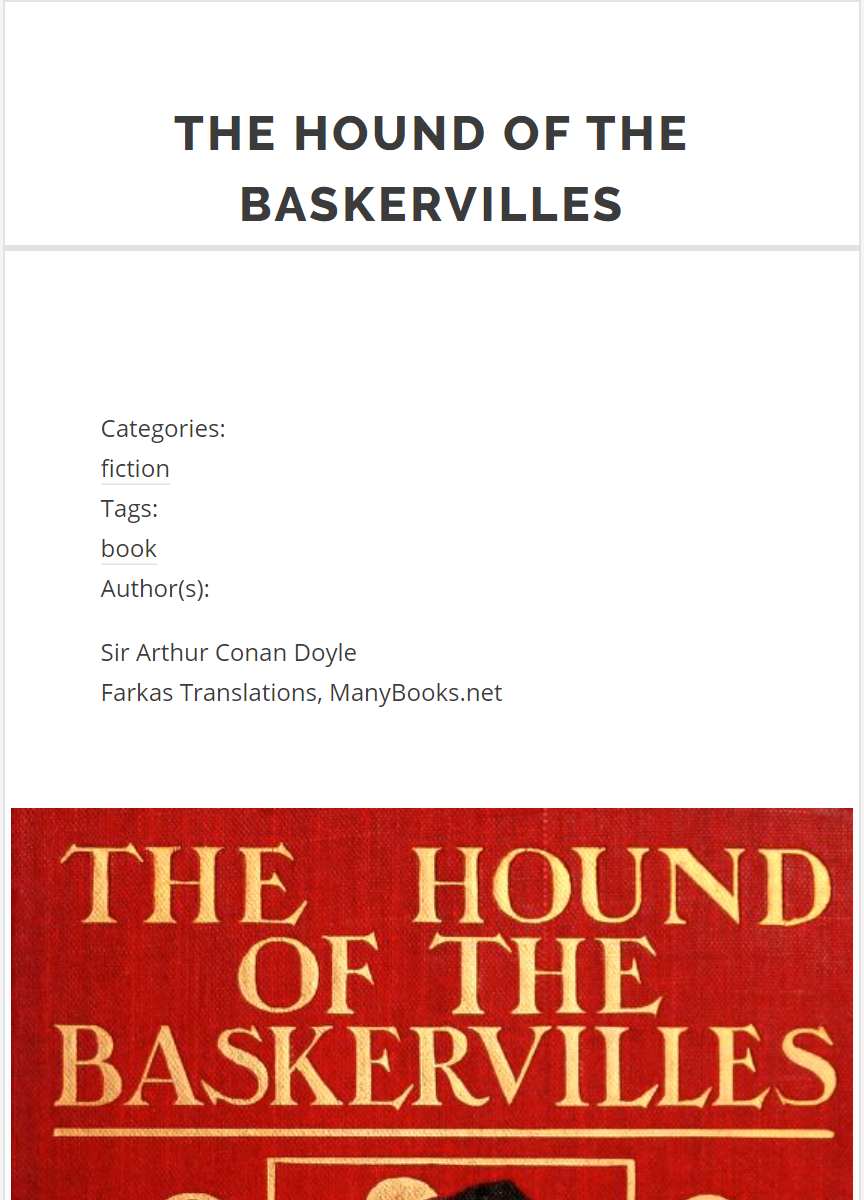 THE HOUND OF THE
BASKERVILLES
Categories:
fiction
Tags:
book
Author(s):
Sir Arthur Conan Doyle
Farkas Translations, ManyBooks.net
THE HOUND
OF THE
BASKERVILLES